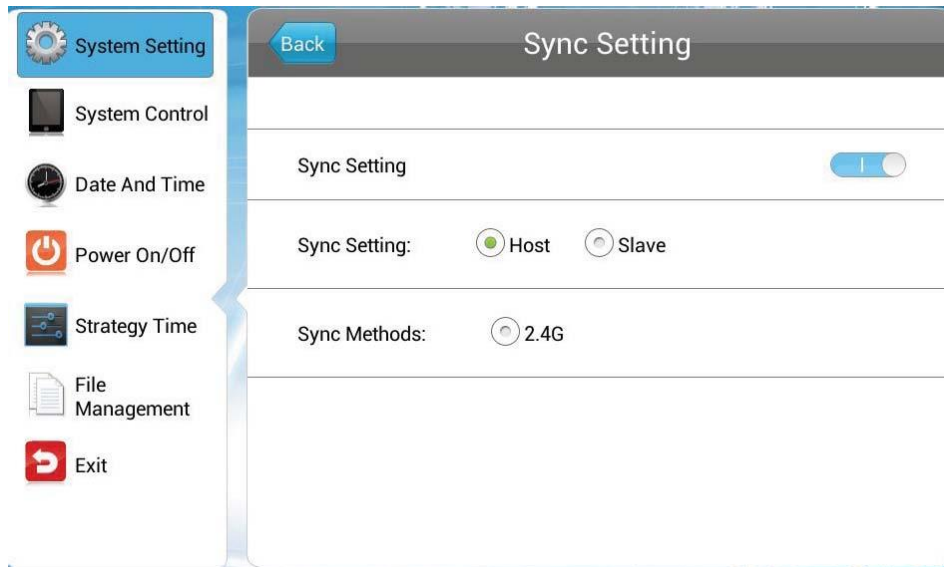 System Setting
System Control
Date And Time
Power On/Off
Strategy Time
File
Management
Exit
Back
Sync Setting
Sync Setting
Sync Setting: Host Slave
Sync Methods: 2.4G